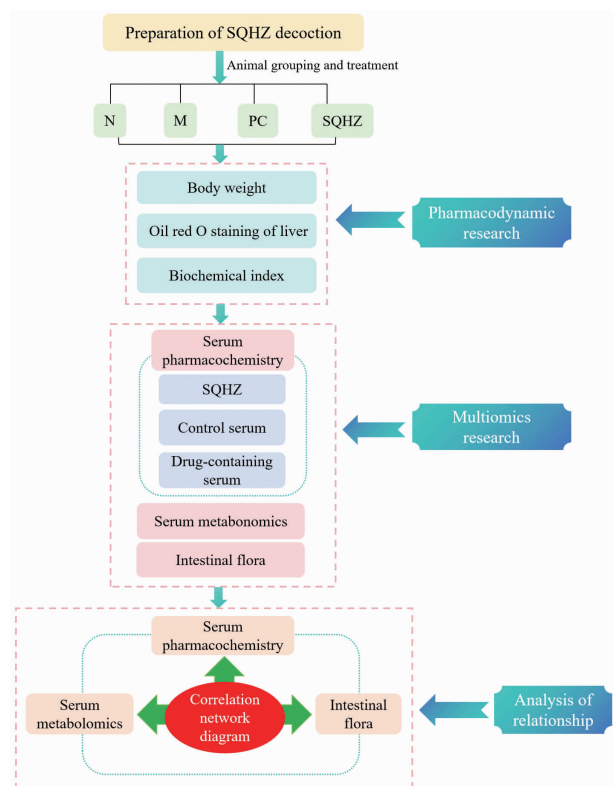 Preparation of SQHZ decoction
Animal grouping and treatment
N
M
PC
SQHZ
Body weight
Oil red O staining of liver
Biochemical index
Pharmacodynamic
research
Serum
pharmacochemistry
SQHZ
Control serum
Drug-containing
serum
Serum metabonomics
Intestinal flora
Multiomics
research
Serum
pharmacochemistry
Serum
metabolomics
Correlation
network
diagram
Intestinal
flora
Analysis of
relationship